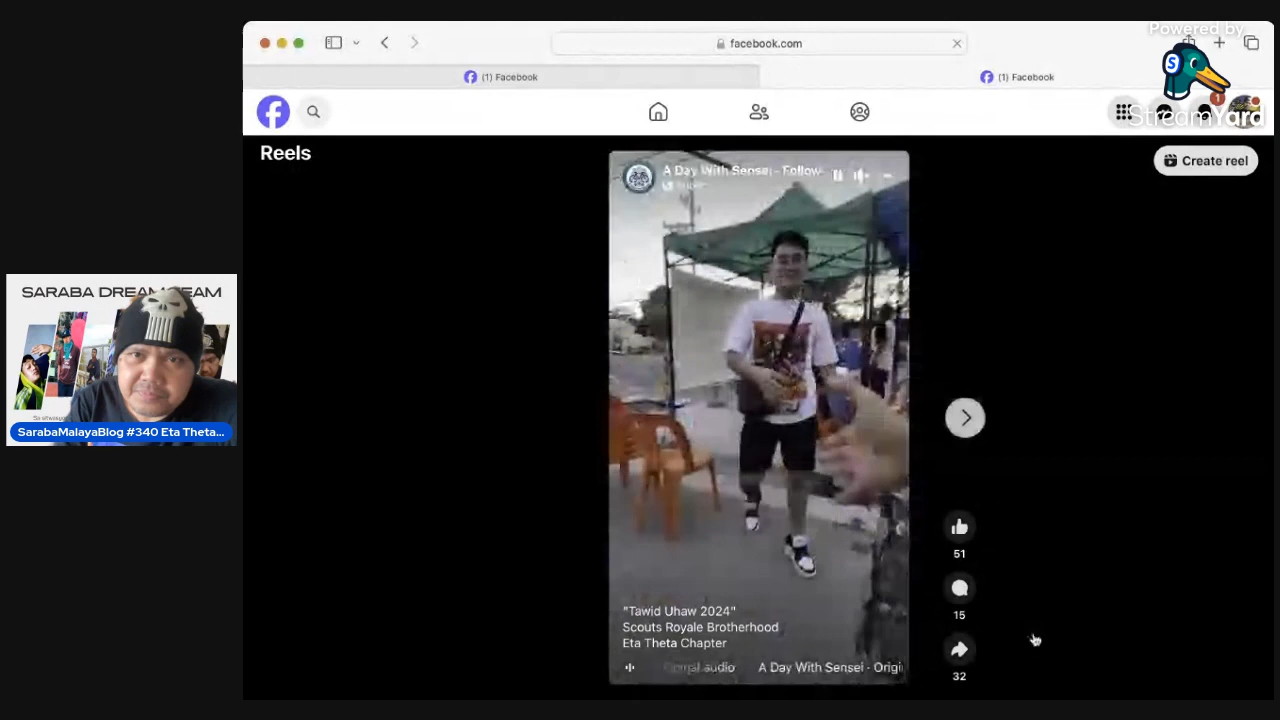 Powered by
StreamYard
facebook.com
(1) Facebook
(1) Facebook
Reels
Create reel
A Day With Sensei · Follow
SARABA DREAM TEAM
SarabaMalayaBlog #340 Eta Theta...
51
15
32
"Tawid Uhaw 2024"
Scouts Royale Brotherhood
Eta Theta Chapter
audio
A Day With Sensei - Origi
1